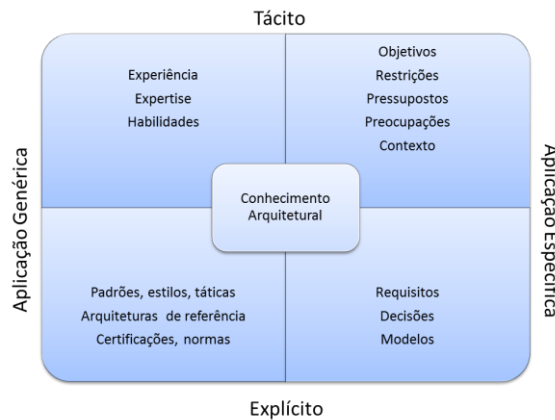 Tácito
Experiência
Expertise
Habilidades
Objetivos
Restrições
Pressupostos
Preocupações
Contexto
Aplicação Genérica
Conhecimento
Arquitetural
Aplicação Específica
Padrões, estilos, táticas
Arquiteturas de referência
Certificações, normas
Requisitos
Decisões
Modelos
Explícito